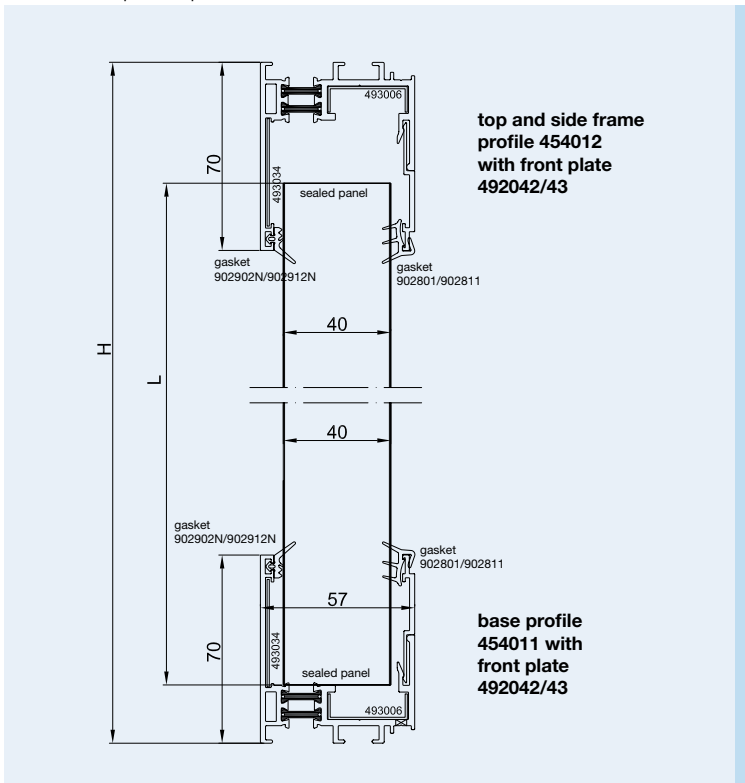 493006
70
493034
sealed panel
top and side frame
profile 454012
with front plate
492042/43
gasket
902902N/902912N
gasket
902801/902811
40
H
L
40
gasket
902902N/902912N
gasket
902801/902811
57
70
493034
sealed panel
493006
base profile
454011 with
front plate
492042/43